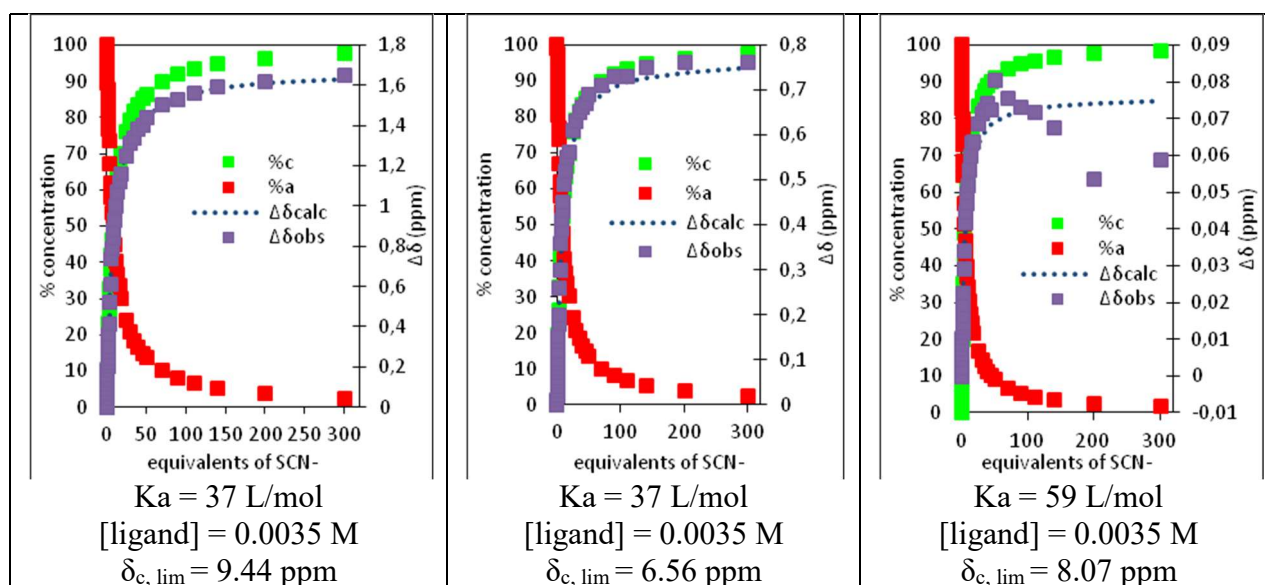 100
90
80
70
60
50
40
30
20
10
0
% concentration
1,8
1,6
1,4
1,2
1
0,8
0,6
0,4
0,2
0
Δδ (ppm)
%c
%a
Δδcalc
Δδobs
0 50 100 150 200 250 300
equivalents of SCN-
Ka = 37 L/mol
[ligand] = 0.0035 M
δc, lim = 9.44 ppm
100
90
80
70
60
50
40
30
20
10
0
% concentration
0,8
0,7
0,6
0,5
0,4
0,3
0,2
0,1
0
Δδ (ppm)
%c
%a
Δδcalc
Δδobs
0 100 200 300
equivalents of SCN-
Ka = 37 L/mol
[ligand] = 0.0035 M
δc, lim = 6.56 ppm
100
90
80
70
60
50
40
30
20
10
0
% concentration
0,09
0,08
0,07
0,06
0,05
0,04
0,03
0,02
0,01
0
-0,01
Δδ (ppm)
%c
%a
Δδcalc
Δδobs
0 100 200 300
equivalents of SCN-
Ka = 59 L/mol
[ligand] = 0.0035 M
δc, lim = 8.07 ppm